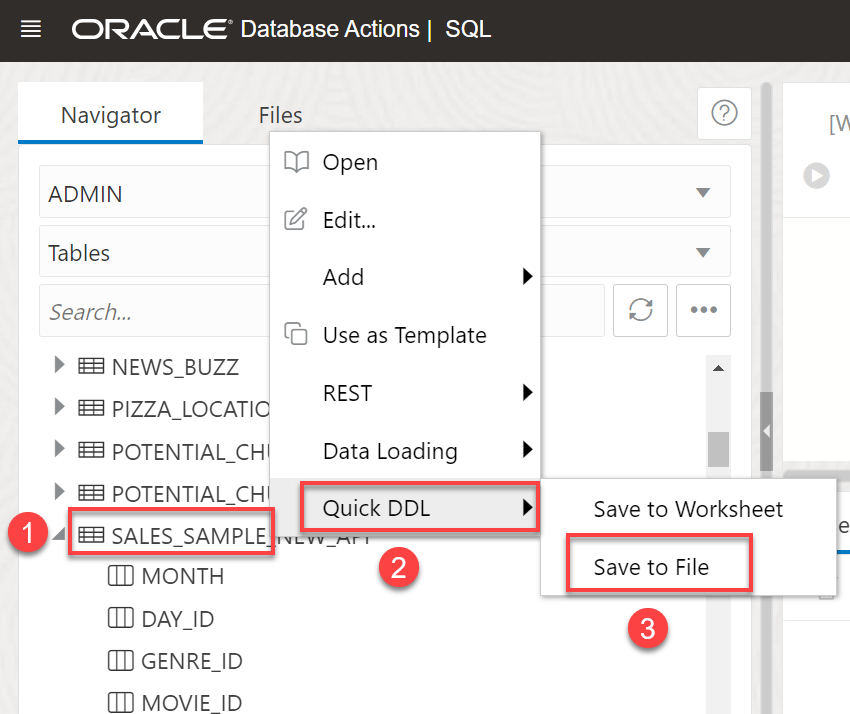 ORACLE® Database Actions | SQL
Navigator
Files
ADMIN
Tables
Search...
NEWS_BUZZ
PIZZA_LOCATIO
POTENTIAL_CHU
POTENTIAL_CHU
1
SALES_SAMPLE_NEW_API
MONTH
DAY_ID
GENRE_ID
MOVIE_ID
Open
Edit...
Add
Use as Template
REST
Data Loading
Quick DDL
2
Save to Worksheet
Save to File
3
?
[W
e